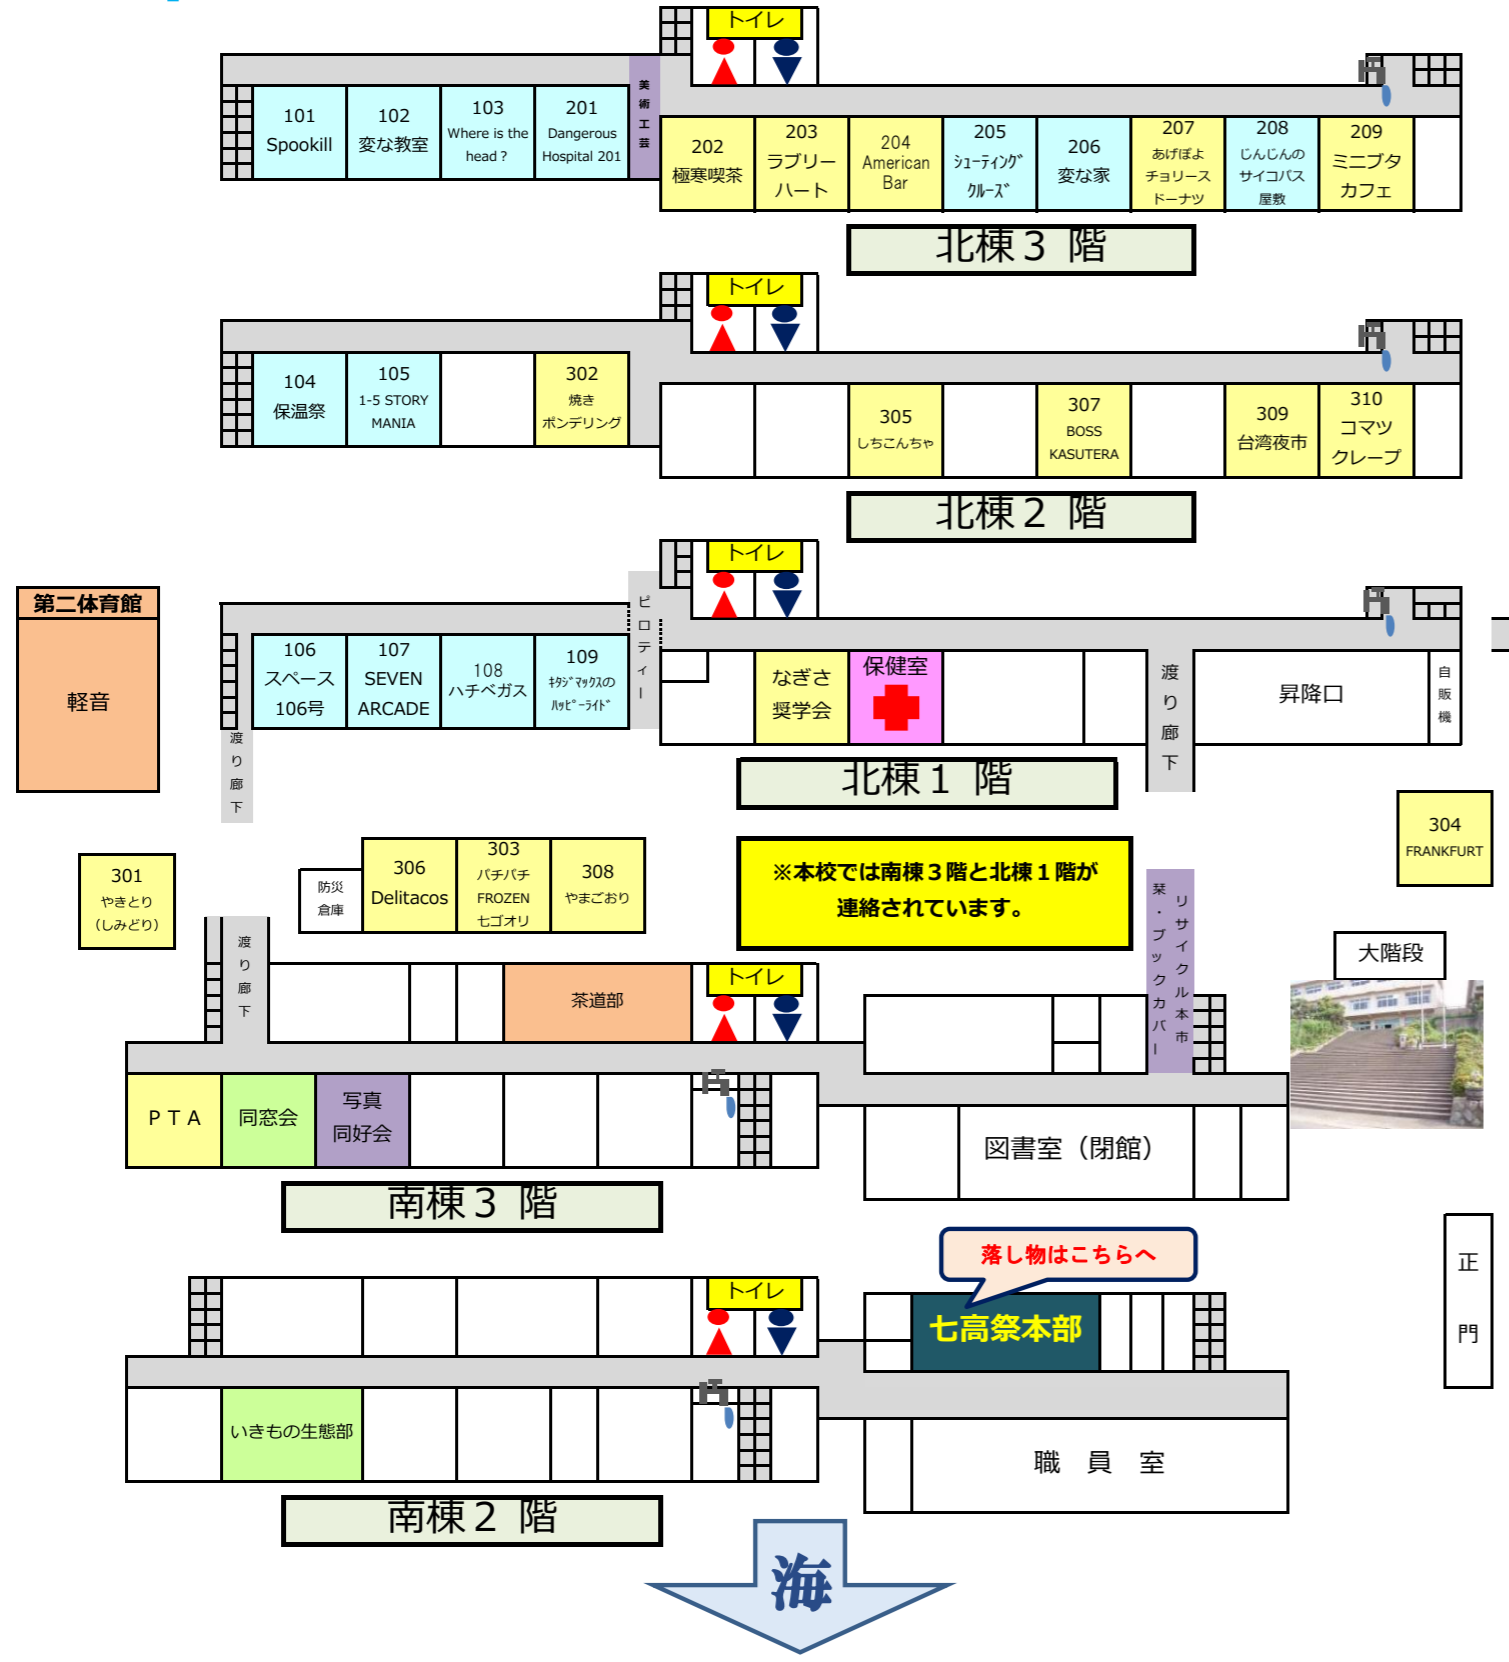 トイレ
101
Spookill
102
変な教室
103
Where is the
head？
201
Dangerous
Hospital 201
美術工芸
202
極寒喫茶
203
ラブリー
ハート
204
American
Bar
205
ｼｭｰﾃｨﾝｸﾞ
ｸﾙｰｽﾞ
206
変な家
207
あげぽよ
チョリース
ドーナツ
208
じんじんの
サイコパス
屋敷
209
ミニブタ
カフェ
北棟３ 階
トイレ
104
保温祭
105
1-5 STORY
MANIA
302
焼き
ポンデリング
305
しちこんちゃ
307
BOSS
KASUTERA
309
台湾夜市
310
コマツ
クレープ
北棟２ 階
トイレ
第二体育館
軽音
106
スペース
106号
107
SEVEN
ARCADE
108
ハチベガス
109
ｷﾀｼﾞﾏｯｸｽの
ﾊｯﾋﾟｰﾗｲﾄﾞ
ピロティー
なぎさ
奨学会
保健室
渡り廊下
昇降口
自販機
渡り廊下
北棟１ 階
304
FRANKFURT
301
やきとり
（しみどり）
防災
倉庫
306
Delitacos
303
パチパチ
FROZEN
七ゴオリ
308
やまごおり
※本校では南棟３階と北棟１階が
連絡されています。
リサイクル本市
栞・ブックカバー
大階段
渡り廊下
茶道部
トイレ
ＰＴＡ
同窓会
写真
同好会
図書室（閉館）
南棟３ 階
落し物はこちらへ
正門
トイレ
七高祭本部
いきもの生態部
職 員 室
南棟２ 階
海